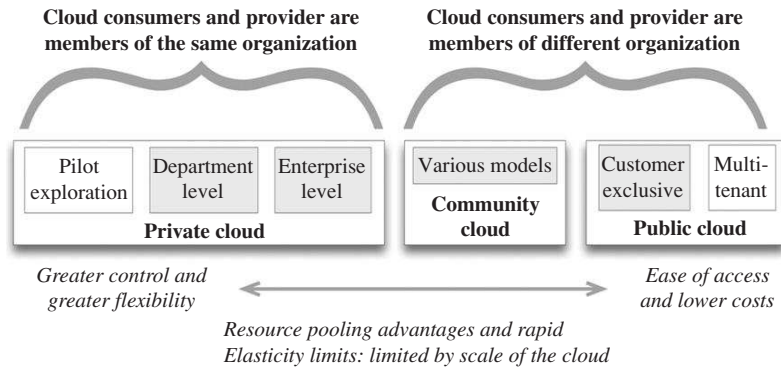 Cloud consumers and provider are
members of the same organization
Cloud consumers and provider are
members of different organization
Pilot
exploration
Department
level
Enterprise
level
Private cloud
Various models
Community
cloud
Customer
exclusive
Multi-
tenant
Public cloud
Greater control and
greater flexibility
Ease of access
and lower costs
Resource pooling advantages and rapid
Elasticity limits: limited by scale of the cloud